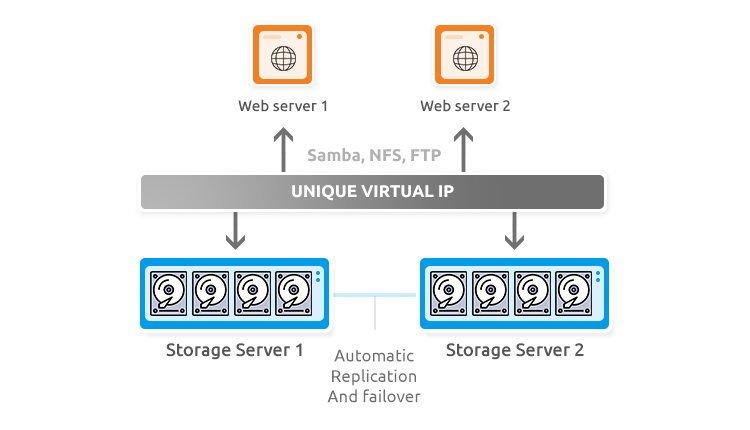 Web server 1
Web server 2
Samba, NFS, FTP
UNIQUE VIRTUAL IP
Storage Server 1
Storage Server 2
Automatic
Replication
And failover